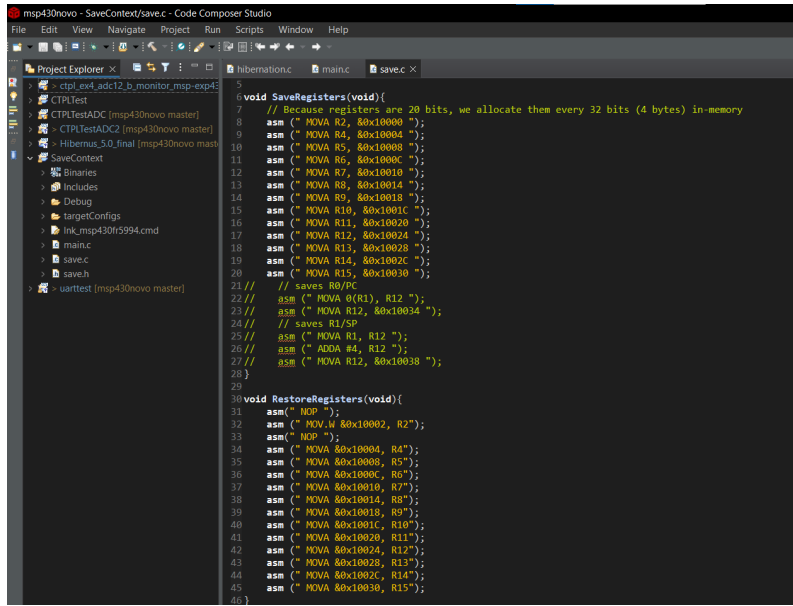 msp430novo - SaveContext/save.c - Code Composer Studio
File Edit View Navigate Project Run Scripts Window Help
Project Explorer
> ctpl_ex4_adc12_b_monitor_msp-exp43
CTPLTest
CTPLTestADC [msp430novo master]
> CTPLTestADC2 [msp430novo master]
> Hibernus_5.0_final [msp430novo mast
SaveContext
Binaries
Includes
Debug
targetConfigs
lnk_msp430fr5994.cmd
main.c
save.c
save.h
> uarttest [msp430novo master]
hibernation.c main.c save.c
5
6 void SaveRegisters(void){
7 // Because registers are 20 bits, we allocate them every 32 bits (4 bytes) in-memory
8 asm (" MOVA R2, &0x10000 ");
9 asm (" MOVA R4, &0x10004 ");
10 asm (" MOVA R5, &0x10008 ");
11 asm (" MOVA R6, &0x1000C ");
12 asm (" MOVA R7, &0x10010 ");
13 asm (" MOVA R8, &0x10014 ");
14 asm (" MOVA R9, &0x10018 ");
15 asm (" MOVA R10, &0x1001C ");
16 asm (" MOVA R11, &0x10020 ");
17 asm (" MOVA R12, &0x10024 ");
18 asm (" MOVA R13, &0x10028 ");
19 asm (" MOVA R14, &0x1002C ");
20 asm (" MOVA R15, &0x10030 ");
21 // // saves R0/PC
22 // asm (" MOVA 0(R1), R12 ");
23 // asm (" MOVA R12, &0x10034 ");
24 // // saves R1/SP
25 // asm (" MOVA R1, R12 ");
26 // asm (" ADDA #4, R12 ");
27 // asm (" MOVA R12, &0x10038 ");
28 }
29
30 void RestoreRegisters(void){
31 asm(" NOP ");
32 asm (" MOV.W &0x10002, R2");
33 asm(" NOP ");
34 asm (" MOVA &0x10004, R4");
35 asm (" MOVA &0x10008, R5");
36 asm (" MOVA &0x1000C, R6");
37 asm (" MOVA &0x10010, R7");
38 asm (" MOVA &0x10014, R8");
39 asm (" MOVA &0x10018, R9");
40 asm (" MOVA &0x1001C, R10");
41 asm (" MOVA &0x10020, R11");
42 asm (" MOVA &0x10024, R12");
43 asm (" MOVA &0x10028, R13");
44 asm (" MOVA &0x1002C, R14");
45 asm (" MOVA &0x10030, R15");
46 }